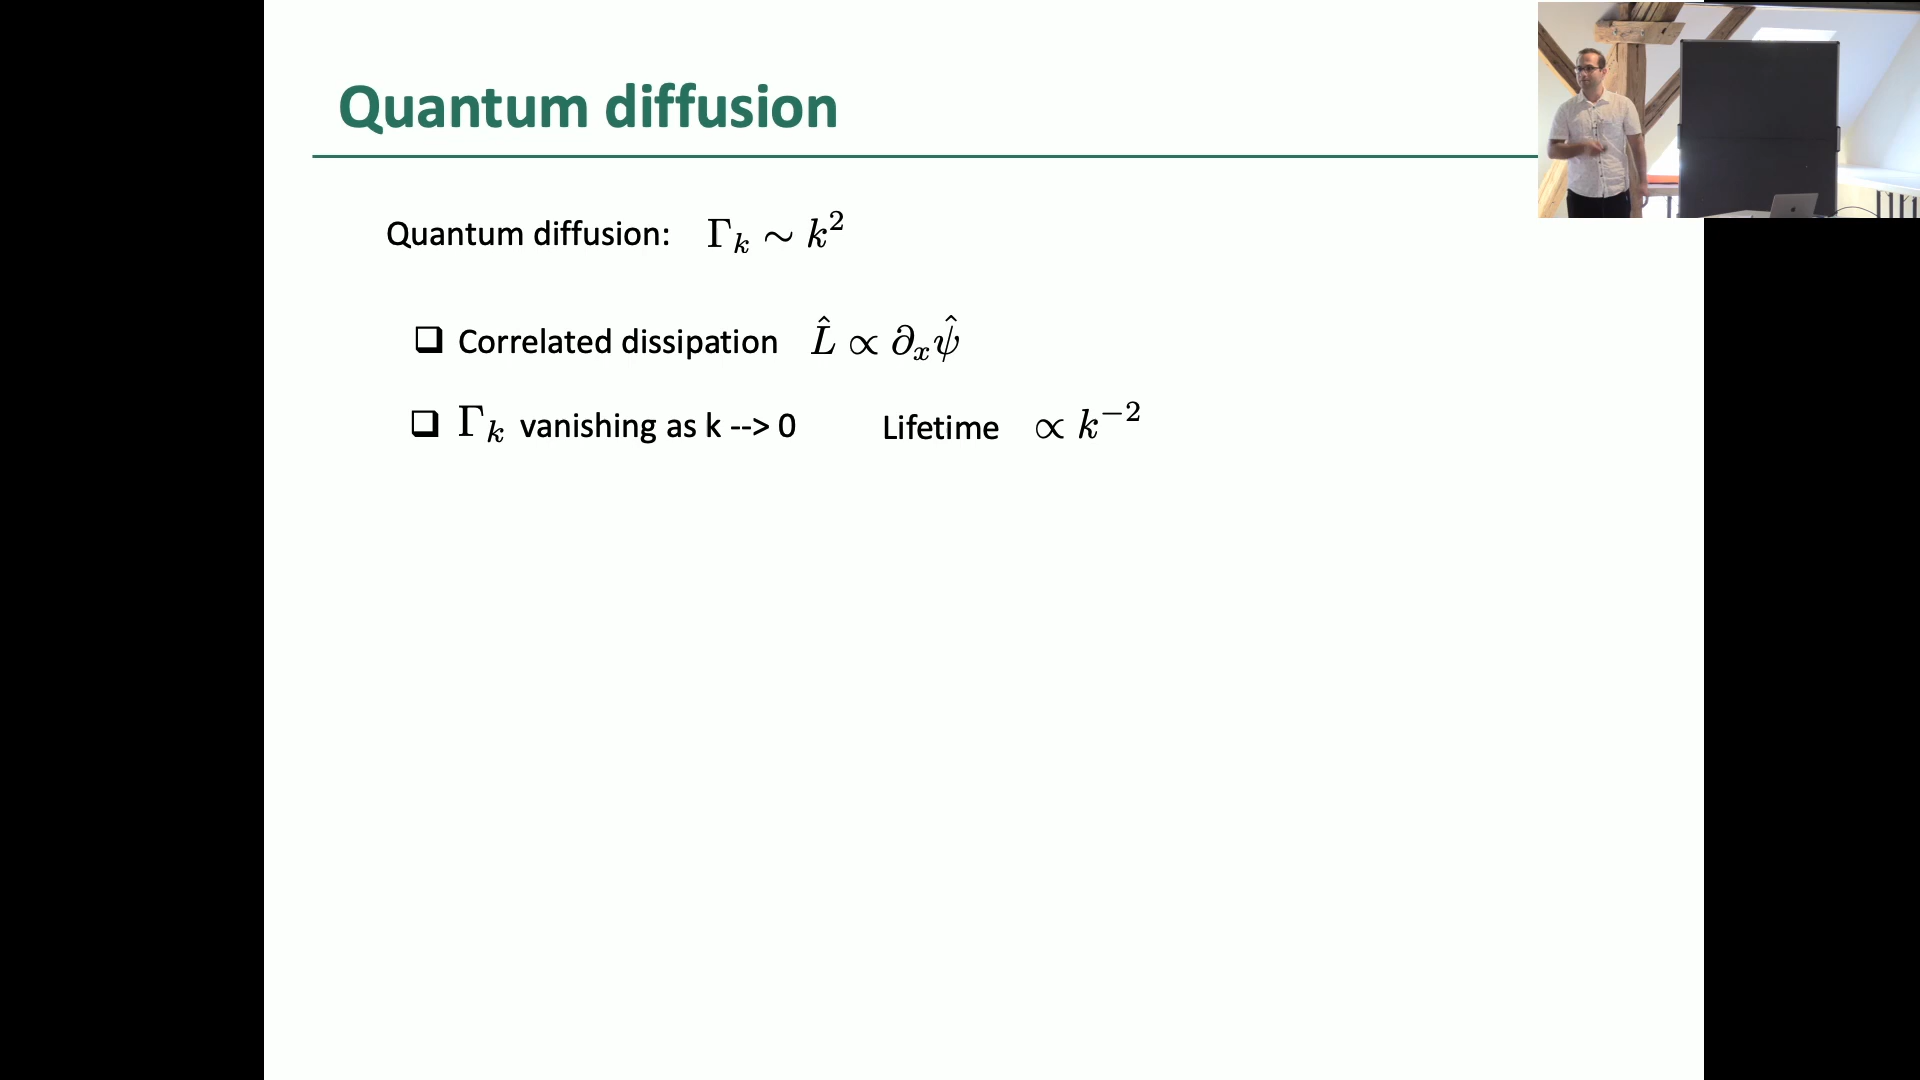 Quantum diffusion
Quantum diffusion: Γ_k ∼ k^2
❑ Correlated dissipation L̂ ∝ ∂_x ψ̂
❑ Γ_k vanishing as k --> 0 Lifetime ∝ k^{-2}